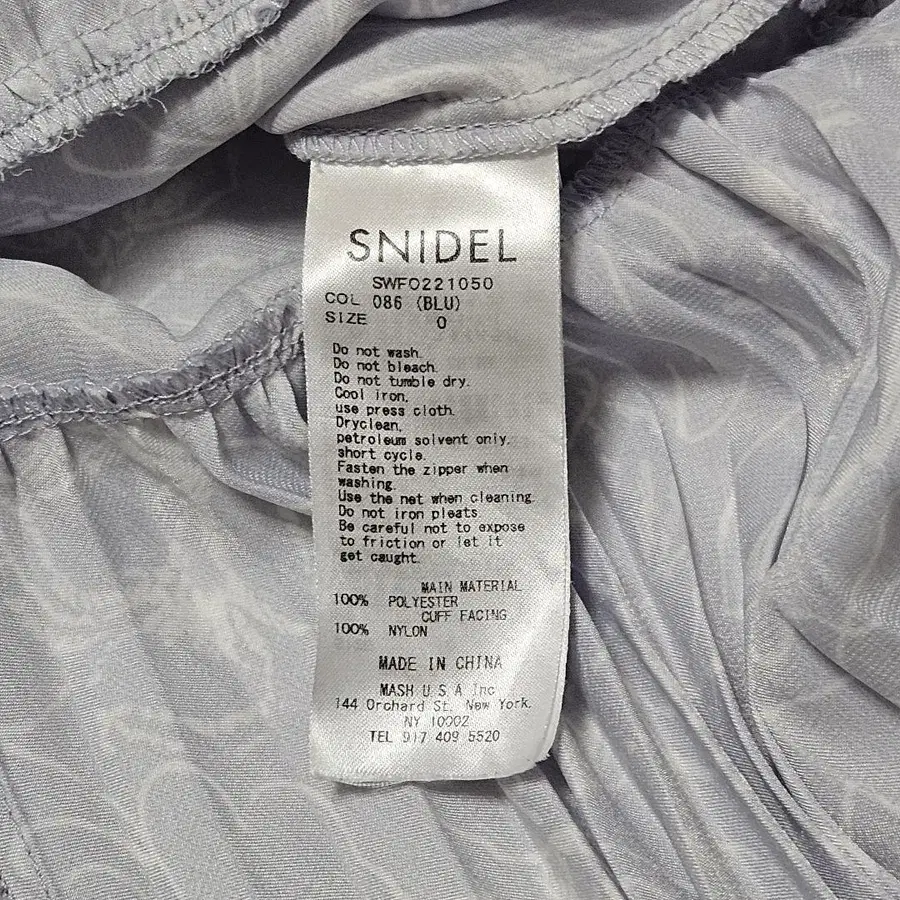 SNIDEL
SWFO221050
COL 086 (BLU)
SIZE 0
Do not wash.
Do not bleach.
Do not tumble dry.
Cool iron,
use press cloth.
Dryclean,
petroleum solvent only.
short cycle.
Fasten the zipper when
washing.
Use the net when cleaning.
Do not iron pleats.
Be careful not to expose
to friction or let it
get caught.
MAIN MATERIAL
100% POLYESTER
CUFF FACING
100% NYLON
MADE IN CHINA
MASH U.S.A Inc
144 Orchard St. New York.
NY 10002
TEL 917 409 5520